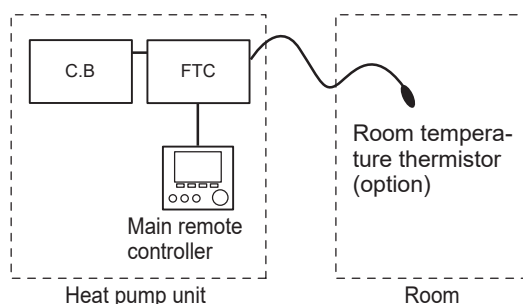 C.B
FTC
Main remote
controller
Heat pump unit
Room tempera-
ture thermistor
(option)
Room